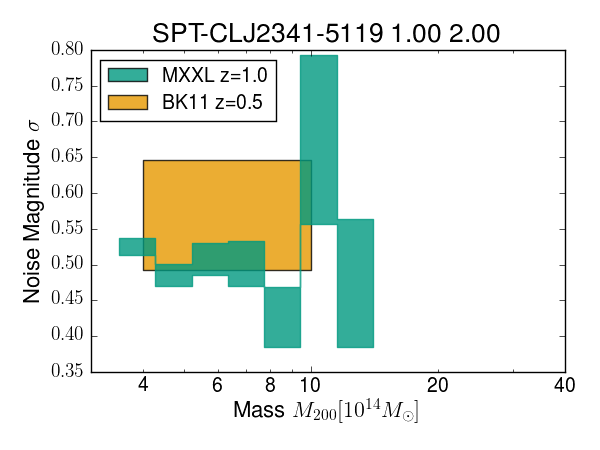 SPT-CLJ2341-5119 1.00 2.00
MXXL z=1.0
BK11 z=0.5
Noise Magnitude σ
0.80
0.75
0.70
0.65
0.60
0.55
0.50
0.45
0.40
0.35
4 6 8 10 20 40
Mass M₂₀₀[10¹⁴M⊙]